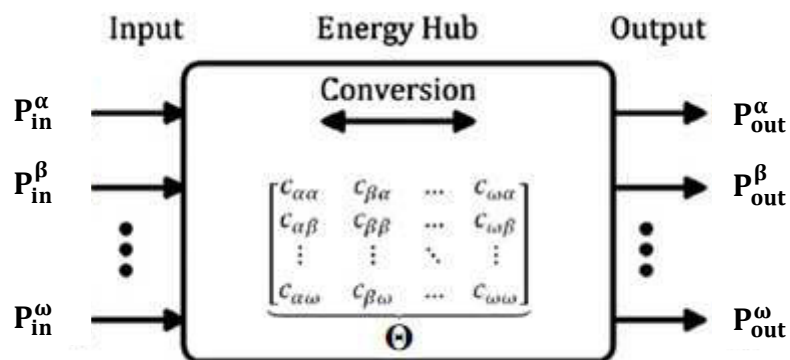 Input Energy Hub Output
Conversion
P_in^α P_out^α
P_in^β P_out^β
c_αα c_βα … c_ωα
c_αβ c_ββ … c_ωβ
⋮ ⋮ ⋱ ⋮
c_αω c_βω … c_ωω
P_in^ω P_out^ω
Θ